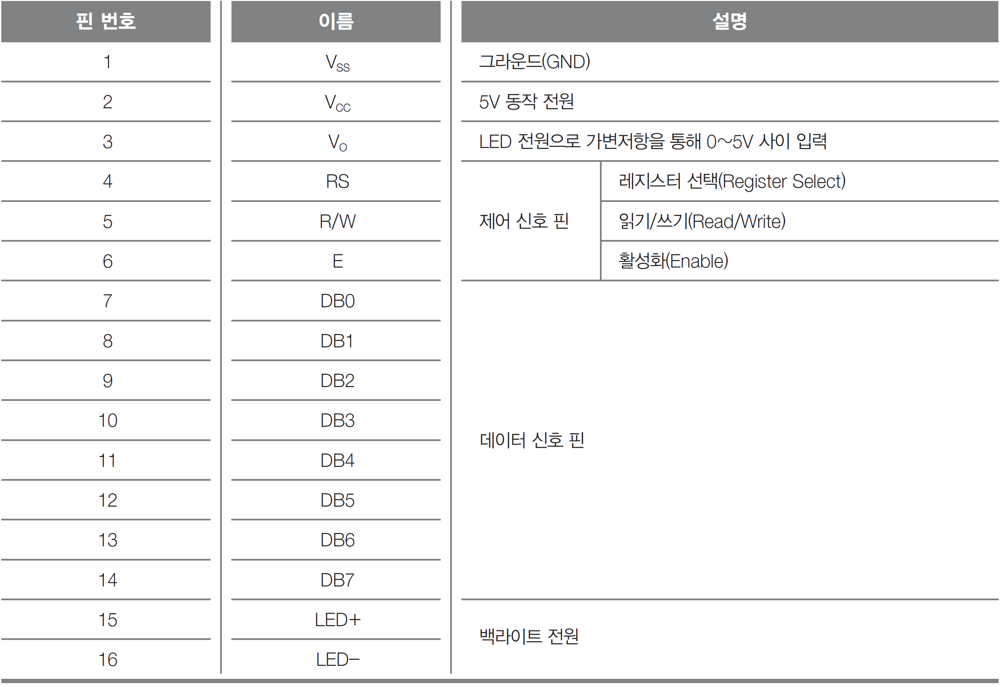 핀 번호 이름 설명
1 VSS 그라운드(GND)
2 VCC 5V 동작 전원
3 VO LED 전원으로 가변저항을 통해 0~5V 사이 입력
4 RS 레지스터 선택(Register Select)
5 R/W 제어 신호 핀 읽기/쓰기(Read/Write)
6 E 활성화(Enable)
7 DB0
8 DB1
9 DB2
10 DB3
데이터 신호 핀
11 DB4
12 DB5
13 DB6
14 DB7
15 LED+
백라이트 전원
16 LED−